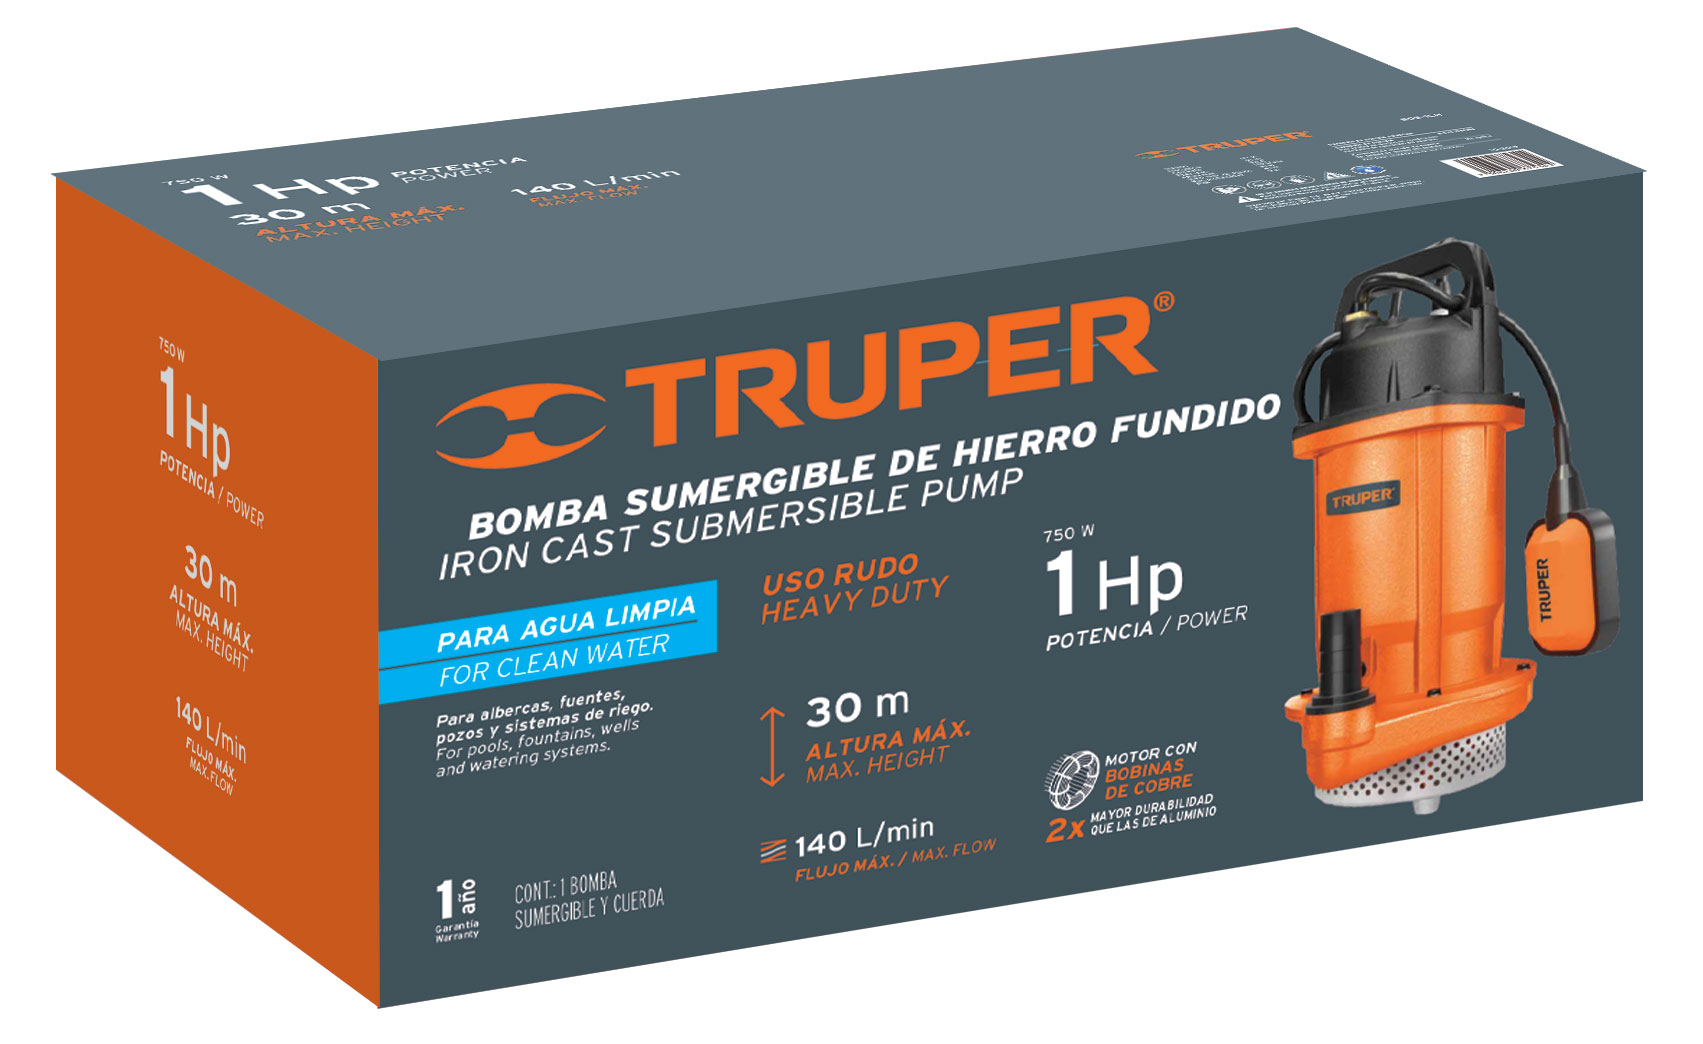 750 W
1 Hp
POTENCIA
POWER
30 m
ALTURA MÁX.
MAX. HEIGHT
140 L/min
FLUJO MÁX.
MAX. FLOW
TRUPER
750 W
1 Hp
POTENCIA / POWER
30 m
ALTURA MÁX.
MAX. HEIGHT
140 L/min
FLUJO MÁX.
MAX. FLOW
TRUPER®
BOMBA SUMERGIBLE DE HIERRO FUNDIDO
IRON CAST SUBMERSIBLE PUMP
PARA AGUA LIMPIA
FOR CLEAN WATER
Para albercas, fuentes,
pozos y sistemas de riego.
For pools, fountains, wells
and watering systems.
1 año
Garantía
Warranty
CONT.: 1 BOMBA
SUMERGIBLE Y CUERDA
USO RUDO
HEAVY DUTY
30 m
ALTURA MÁX.
MAX. HEIGHT
140 L/min
FLUJO MÁX. / MAX. FLOW
750 W
1 Hp
POTENCIA / POWER
MOTOR CON
BOBINAS
DE COBRE
2x MAYOR DURABILIDAD
QUE LAS DE ALUMINIO
TRUPER
TRUPER